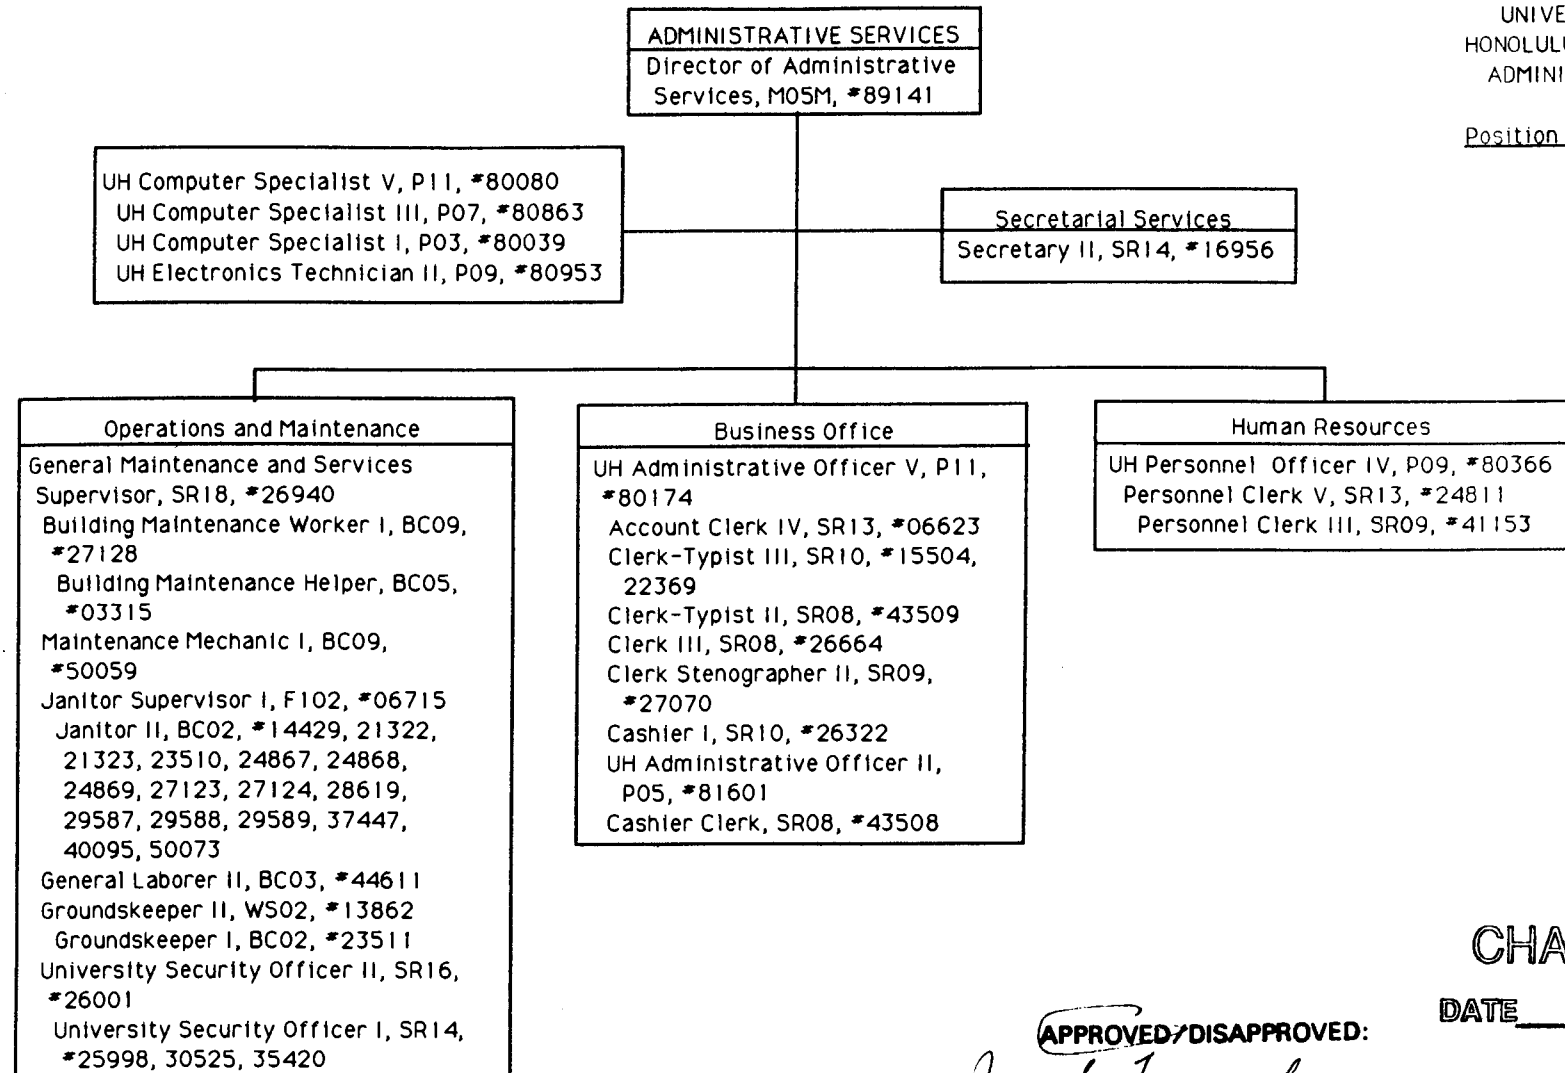 ADMINISTRATIVE SERVICES
Director of Administrative
Services, M05M, #89141
UNIVE
HONOLULU
ADMINI
Position
UH Computer Specialist V, P11, #80080
UH Computer Specialist III, P07, #80863
UH Computer Specialist I, P03, #80039
UH Electronics Technician II, P09, #80953
Secretarial Services
Secretary II, SR14, #16956
Operations and Maintenance
General Maintenance and Services
Supervisor, SR18, #26940
Building Maintenance Worker I, BC09,
#27128
Building Maintenance Helper, BC05,
#03315
Maintenance Mechanic I, BC09,
#50059
Janitor Supervisor I, F102, #06715
Janitor II, BC02, #14429, 21322,
21323, 23510, 24867, 24868,
24869, 27123, 27124, 28619,
29587, 29588, 29589, 37447,
40095, 50073
General Laborer II, BC03, #44611
Groundskeeper II, WS02, #13862
Groundskeeper I, BC02, #23511
University Security Officer II, SR16,
#26001
University Security Officer I, SR14,
#25998, 30525, 35420
Business Office
UH Administrative Officer V, P11,
#80174
Account Clerk IV, SR13, #06623
Clerk-Typist III, SR10, #15504,
22369
Clerk-Typist II, SR08, #43509
Clerk III, SR08, #26664
Clerk Stenographer II, SR09,
#27070
Cashier I, SR10, #26322
UH Administrative Officer II,
P05, #81601
Cashier Clerk, SR08, #43508
Human Resources
UH Personnel Officer IV, P09, #80366
Personnel Clerk V, SR13, #24811
Personnel Clerk III, SR09, #41153
CHA
DATE
APPROVED/DISAPPROVED: